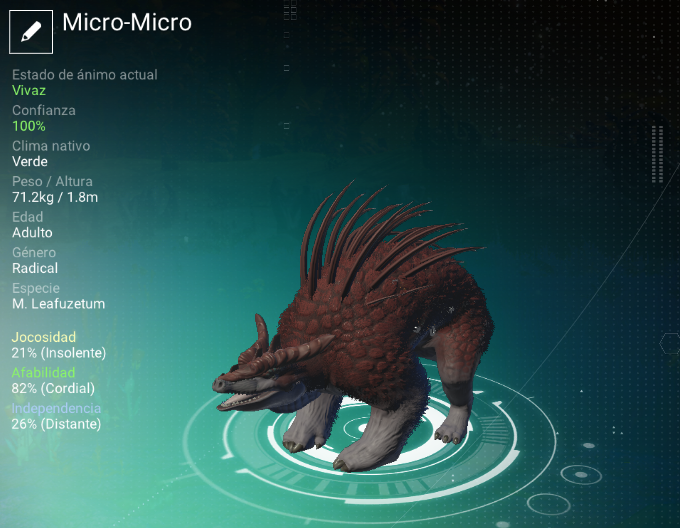 Micro-Micro
Estado de ánimo actual
Vivaz
Confianza
100%
Clima nativo
Verde
Peso / Altura
71.2kg / 1.8m
Edad
Adulto
Género
Radical
Especie
M. Leafuzetum
Jocosidad
21% (Insolente)
Afabilidad
82% (Cordial)
Independencia
26% (Distante)